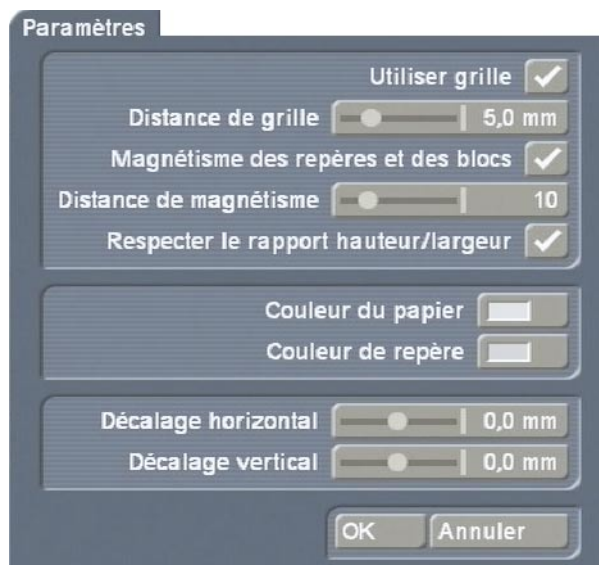 Paramètres
Utiliser grille
Distance de grille 5,0 mm
Magnétisme des repères et des blocs
Distance de magnétisme 10
Respecter le rapport hauteur/largeur
Couleur du papier
Couleur de repère
Décalage horizontal 0,0 mm
Décalage vertical 0,0 mm
OK Annuler